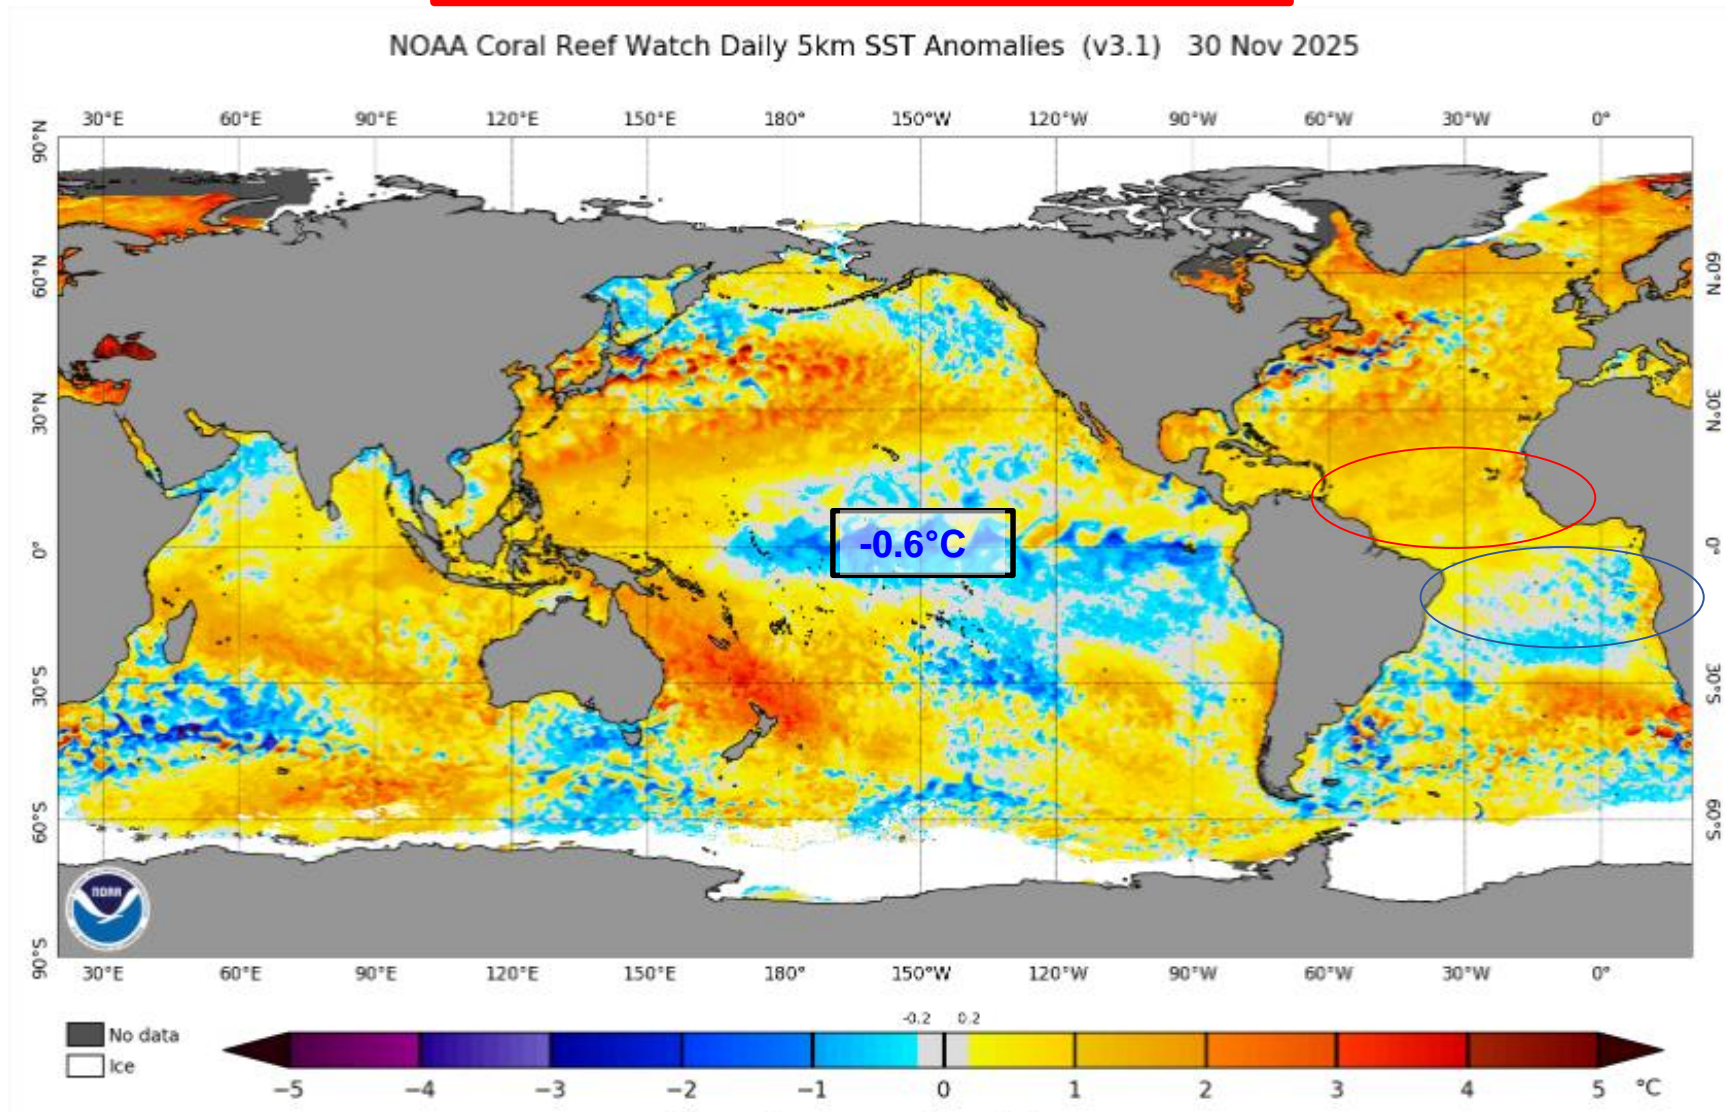 NOAA Coral Reef Watch Daily 5km SST Anomalies (v3.1) 30 Nov 2025
30°E 60°E 90°E 120°E 150°E 180° 150°W 120°W 90°W 60°W 30°W 0°
90°N
60°N 60°N
30°N 30°N
0° 0°
-0.6°C
30°S 30°S
60°S 60°S
90°S
NOAA
30°E 60°E 90°E 120°E 150°E 180° 150°W 120°W 90°W 60°W 30°W 0°
-0.2 0.2
No data
Ice
−5 −4 −3 −2 −1 0 1 2 3 4 5 °C